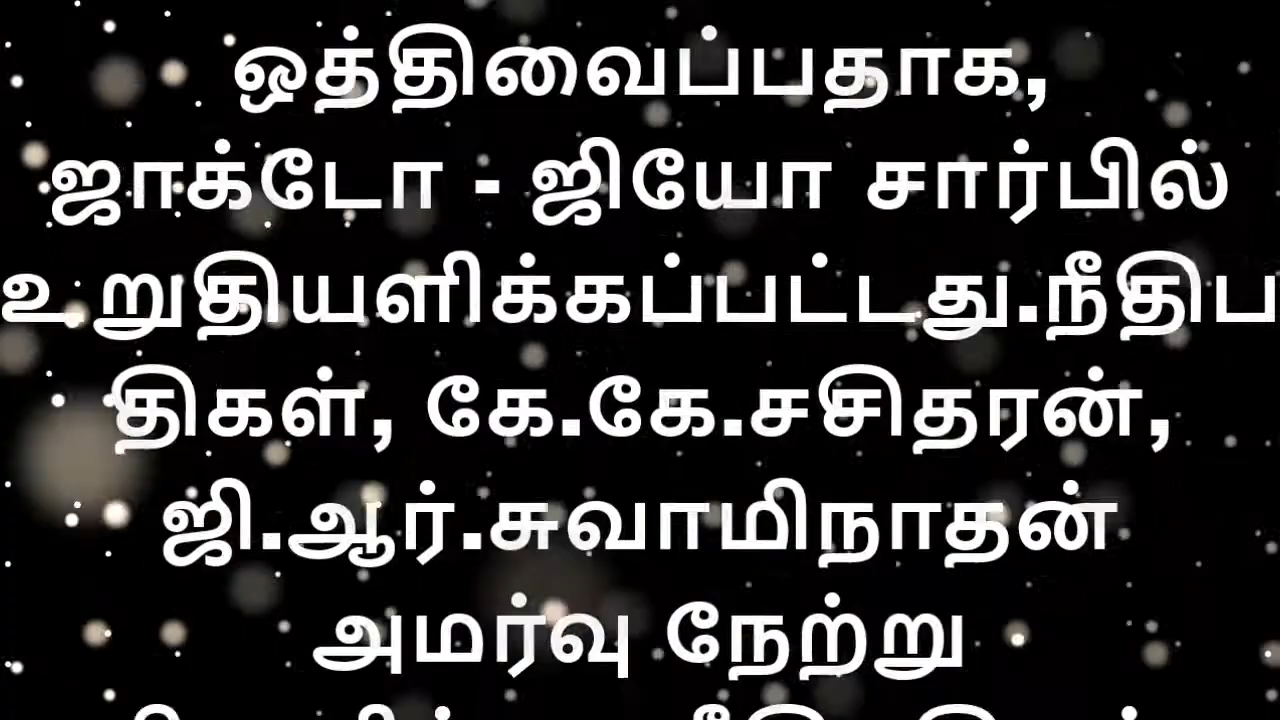 ஒத்திவைப்பதாக,
ஜாக்டோ - ஜியோ சார்பில்
உறுதியளிக்கப்பட்டது.நீதிப
திகள், கே.கே.சசிதரன்,
ஜி.ஆர்.சுவாமிநாதன்
அமர்வு நேற்று